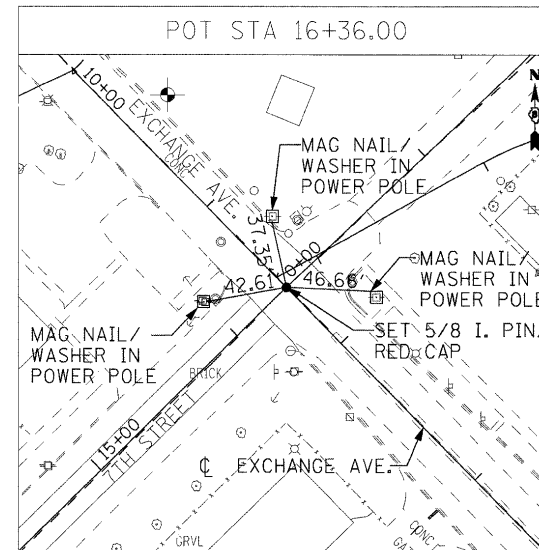 POT STA 16+36.00
10+00
EXCHANGE AVE.
CONC
N
MAG NAIL/
WASHER IN
POWER POLE
37.35'
0+00
42.61'
46.66'
MAG NAIL/
WASHER IN
POWER POLE
MAG NAIL/
WASHER IN
POWER POLE
SET 5/8 I. PIN/
RED CAP
BRICK
15+00
7TH STREET
℄ EXCHANGE AVE.
GRVL
CONC